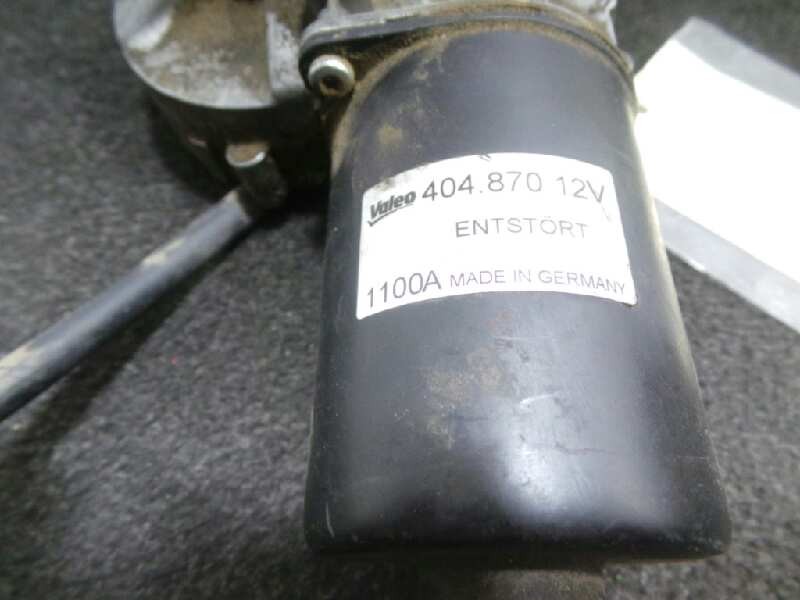 Valeo 404.870 12V
ENTSTÖRT
1100A MADE IN GERMANY